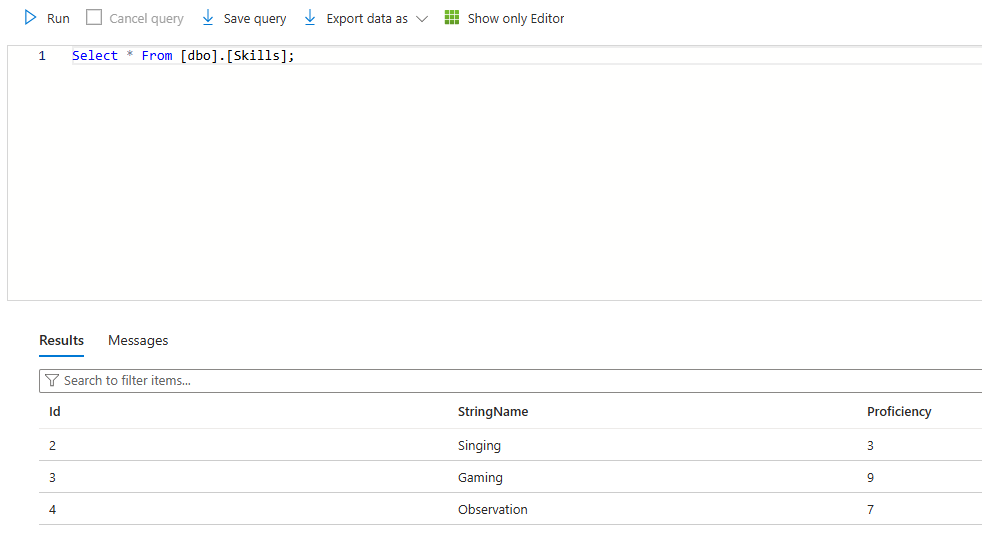 Run Cancel query Save query Export data as Show only Editor
1 Select * From [dbo].[Skills];
Results Messages
Search to filter items...
Id StringName Proficiency
2 Singing 3
3 Gaming 9
4 Observation 7